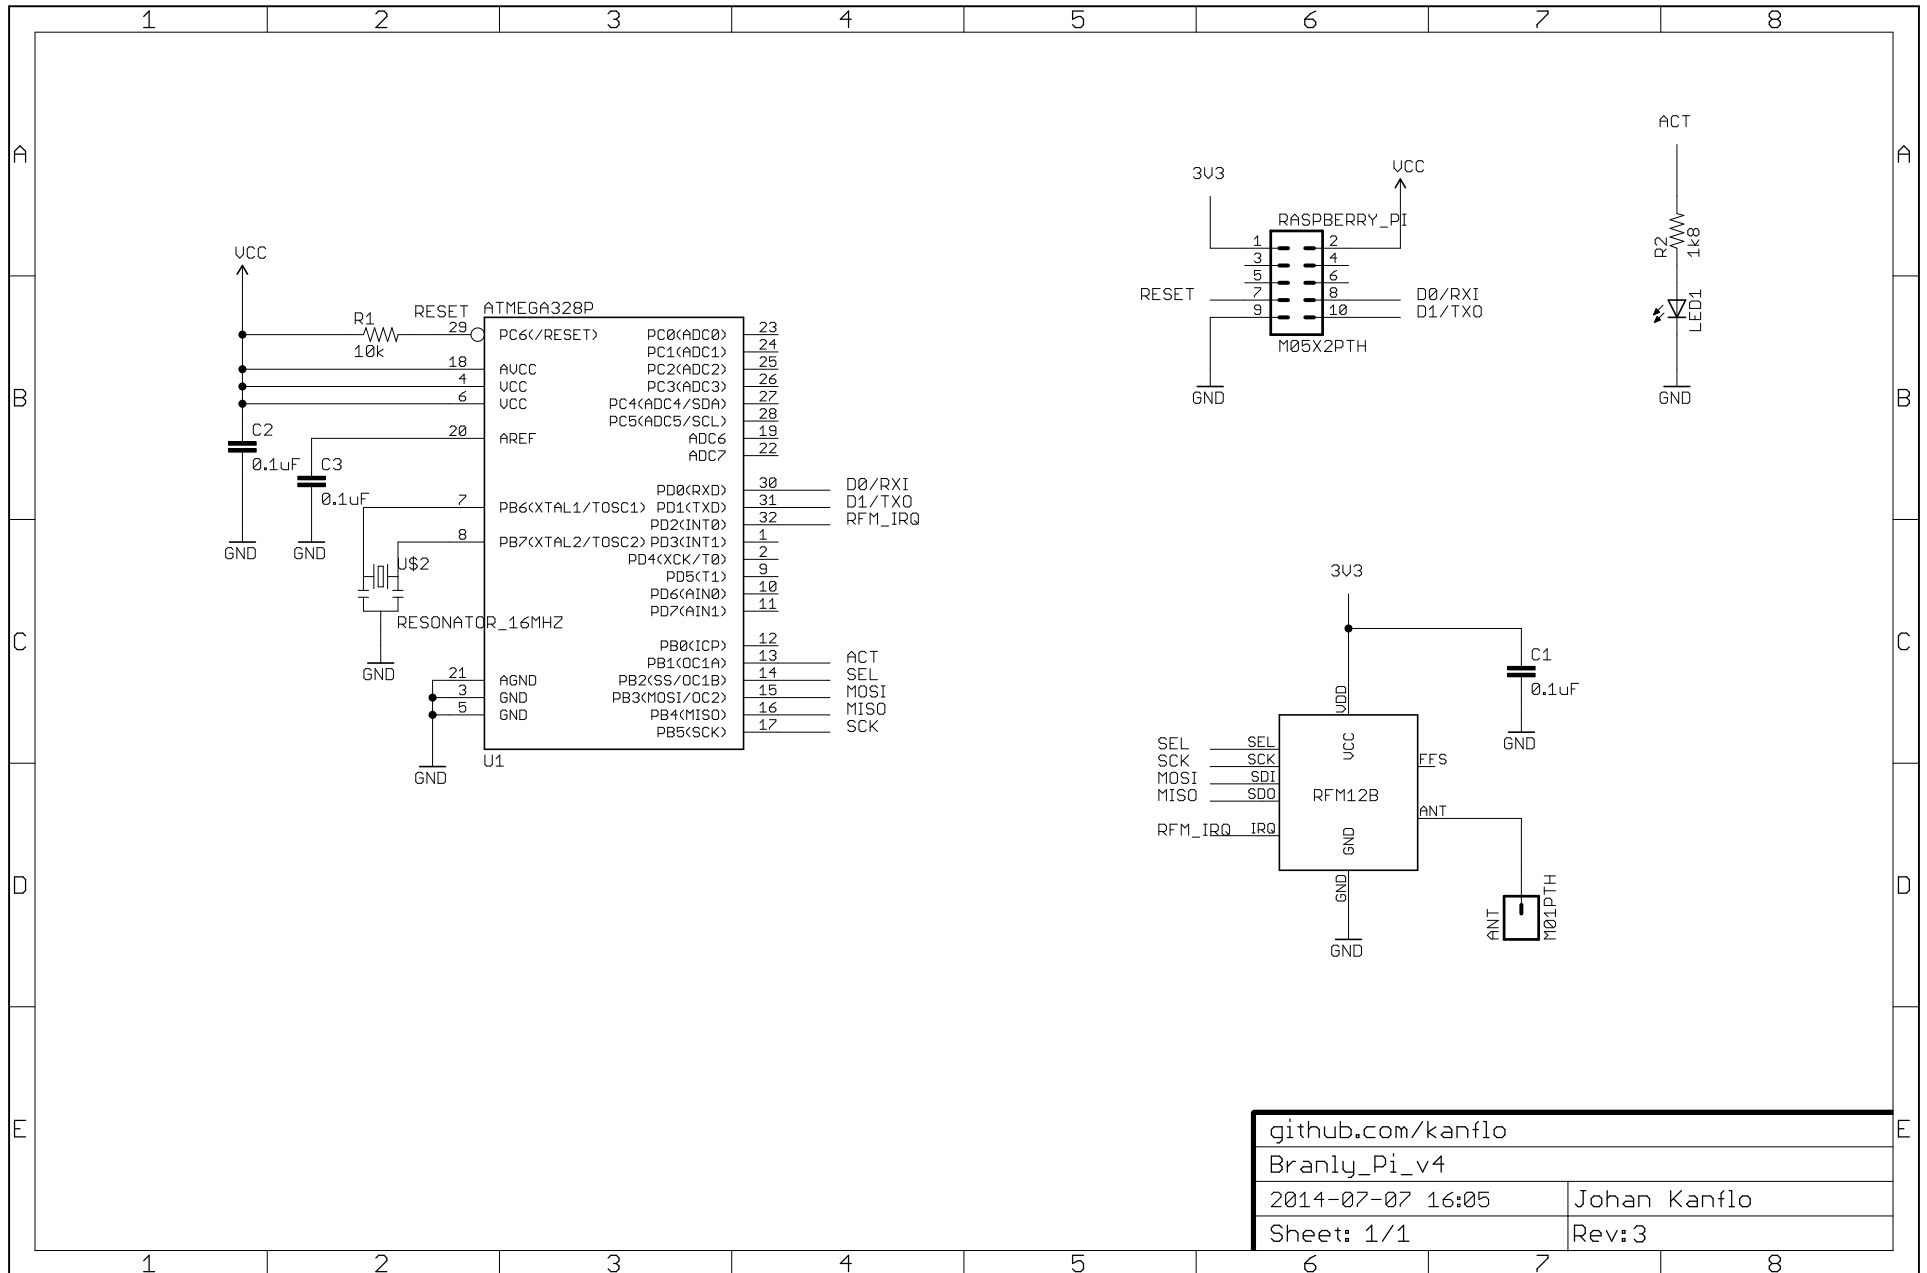 1 2 3 4 5 6 7 8
A A
B B
C C
D D
E E
VCC
R1
10k
RESET
ATMEGA328P
29 PC6(/RESET)
18 AVCC
4 VCC
6 VCC
20 AREF
7 PB6(XTAL1/TOSC1)
8 PB7(XTAL2/TOSC2)
21 AGND
3 GND
5 GND
PC0(ADC0) 23
PC1(ADC1) 24
PC2(ADC2) 25
PC3(ADC3) 26
PC4(ADC4/SDA) 27
PC5(ADC5/SCL) 28
ADC6 19
ADC7 22
PD0(RXD) 30 D0/RXI
PD1(TXD) 31 D1/TXO
PD2(INT0) 32 RFM_IRQ
PD3(INT1) 1
PD4(XCK/T0) 2
PD5(T1) 9
PD6(AIN0) 10
PD7(AIN1) 11
PB0(ICP) 12
PB1(OC1A) 13 ACT
PB2(SS/OC1B) 14 SEL
PB3(MOSI/OC2) 15 MOSI
PB4(MISO) 16 MISO
PB5(SCK) 17 SCK
U1
C2
0.1uF
C3
0.1uF
GND
GND
U$2
RESONATOR_16MHZ
GND
GND
3V3
VCC
RASPBERRY_PI
1 2
3 4
5 6
RESET 7 8 D0/RXI
9 10 D1/TXO
M05X2PTH
GND
ACT
R2
1k8
LED1
GND
3V3
C1
0.1uF
GND
VDD
VCC
SEL SEL
SCK SCK
MOSI SDI
MISO SDO
RFM_IRQ IRQ
RFM12B
FFS
ANT
GND
GND
GND
ANT
M01PTH
github.com/kanflo
Branly_Pi_v4
2014-07-07 16:05 Johan Kanflo
Sheet: 1/1 Rev:3
1 2 3 4 5 6 7 8